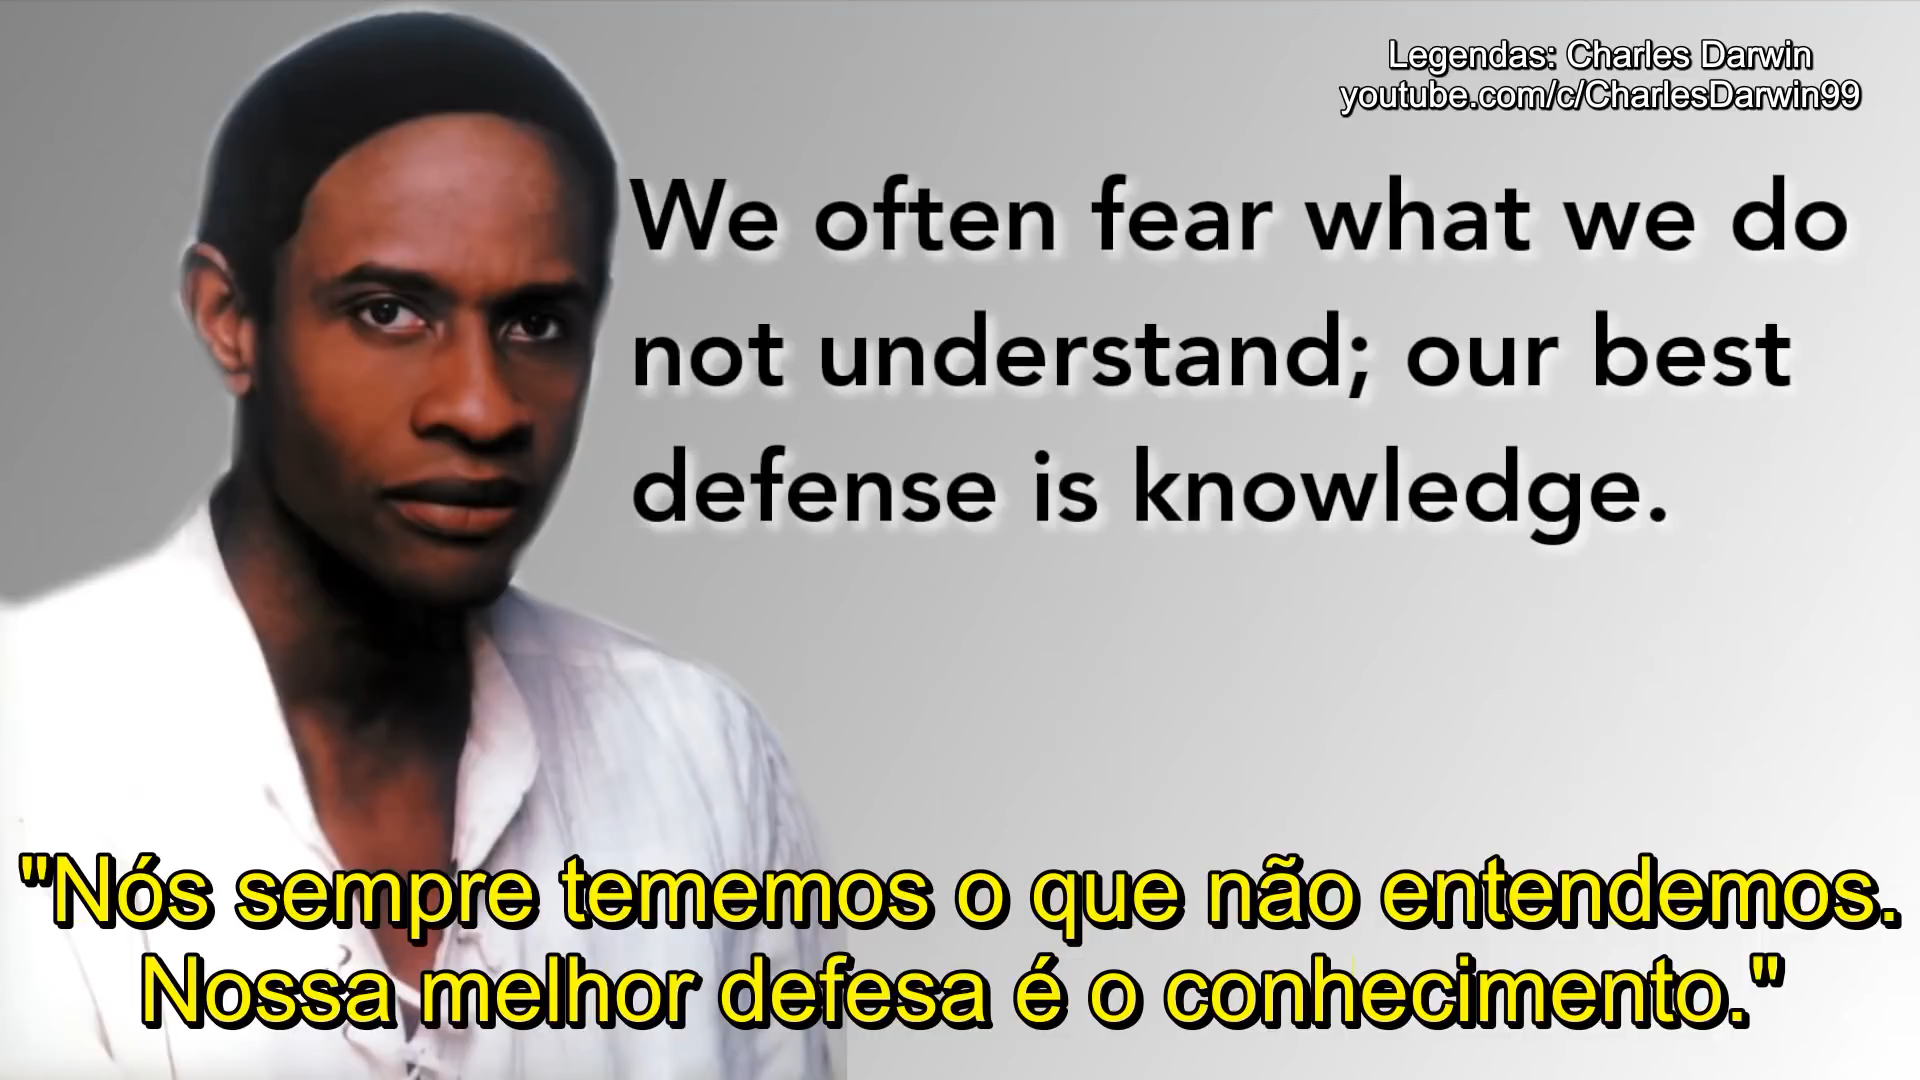 Legendas: Charles Darwin
youtube.com/c/CharlesDarwin99
We often fear what we do
not understand; our best
defense is knowledge.
"Nós sempre tememos o que não entendemos.
Nossa melhor defesa é o conhecimento."